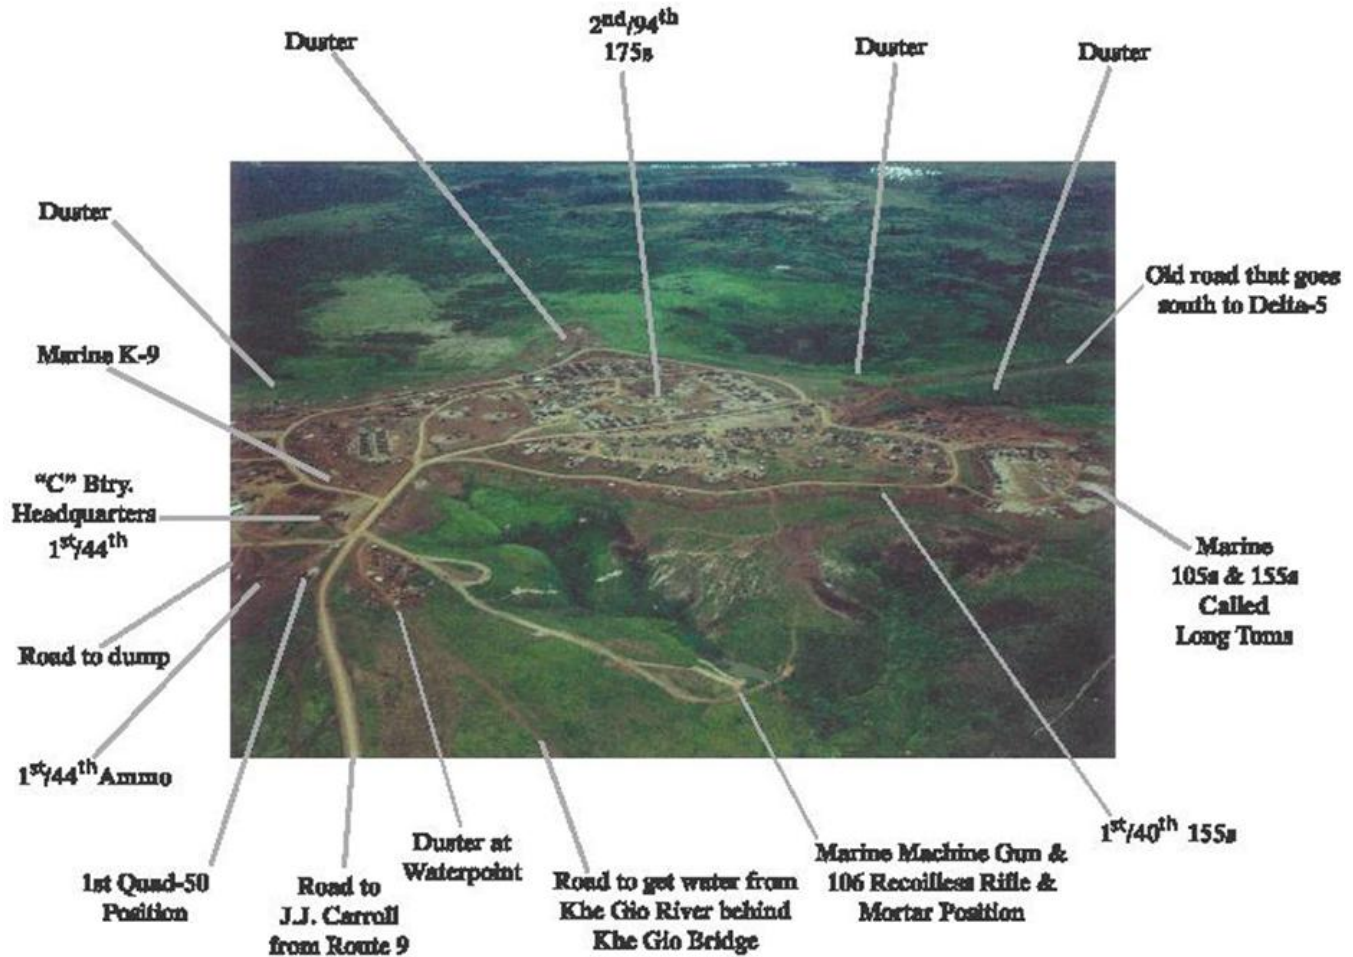 2nd/94th
175s
Duster
Duster
Duster
Duster
Old road that goes
south to Delta-5
Marine K-9
"C" Btry.
Headquarters
1st/44th
Marine
105s & 155s
Called
Long Toms
Road to dump
1st/44th Ammo
1st/40th 155s
Duster at
Waterpoint
Marine Machine Gun &
106 Recoilless Rifle &
Mortar Position
1st Quad-50
Position
Road to
J.J. Carroll
from Route 9
Road to get water from
Khe Gio River behind
Khe Gio Bridge